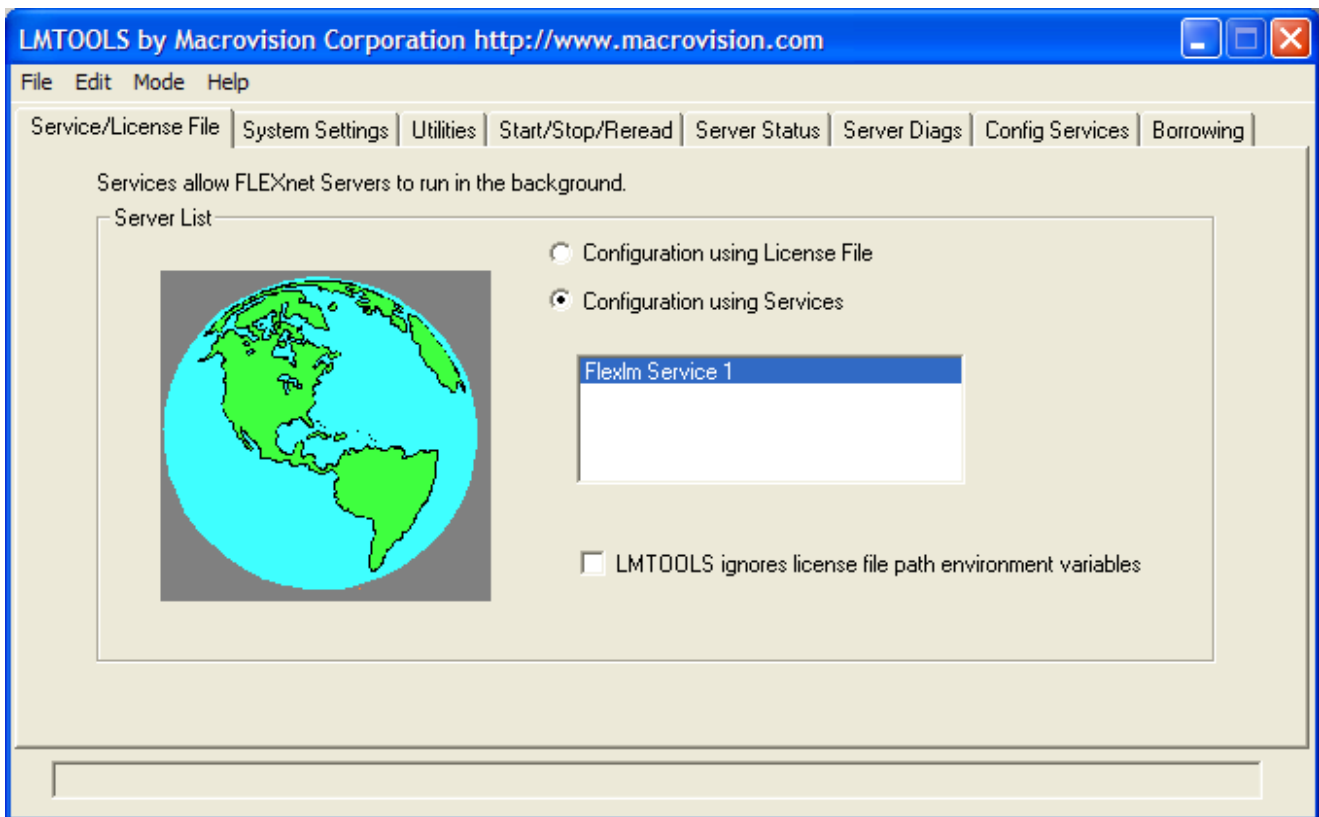 LMTOOLS by Macrovision Corporation http://www.macrovision.com
File Edit Mode Help
Service/License File System Settings Utilities Start/Stop/Reread Server Status Server Diags Config Services Borrowing
Services allow FLEXnet Servers to run in the background.
Server List
Configuration using License File
Configuration using Services
Flexlm Service 1
LMTOOLS ignores license file path environment variables